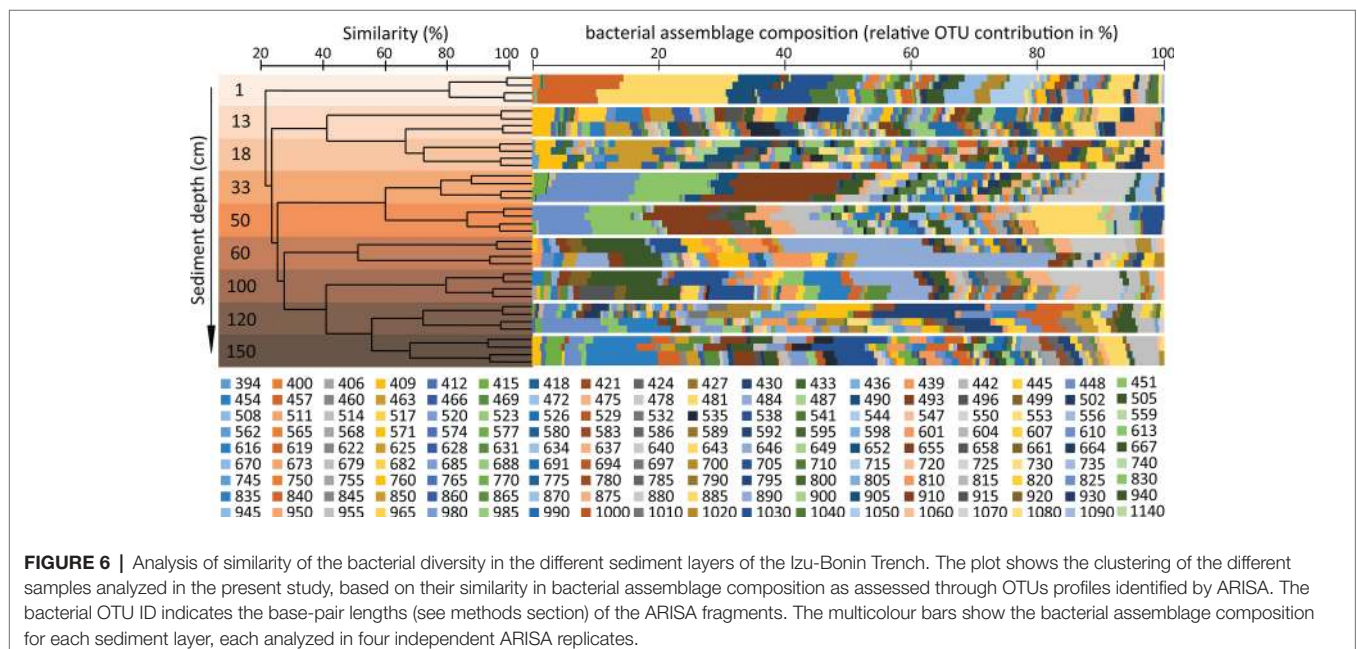 Similarity (%) bacterial assemblage composition (relative OTU contribution in %)
20 40 60 80 100 0 20 40 60 80 100
Sediment depth (cm)
1
13
18
33
50
60
100
120
150
394 400 406 409 412 415 418 421 424 427 430 433 436 439 442 445 448 451
454 457 460 463 466 469 472 475 478 481 484 487 490 493 496 499 502 505
508 511 514 517 520 523 526 529 532 535 538 541 544 547 550 553 556 559
562 565 568 571 574 577 580 583 586 589 592 595 598 601 604 607 610 613
616 619 622 625 628 631 634 637 640 643 646 649 652 655 658 661 664 667
670 673 679 682 685 688 691 694 697 700 705 710 715 720 725 730 735 740
745 750 755 760 765 770 775 780 785 790 795 800 805 810 815 820 825 830
835 840 845 850 860 865 870 875 880 885 890 900 905 910 915 920 930 940
945 950 955 965 980 985 990 1000 1010 1020 1030 1040 1050 1060 1070 1080 1090 1140
FIGURE 6 | Analysis of similarity of the bacterial diversity in the different sediment layers of the Izu-Bonin Trench. The plot shows the clustering of the different
samples analyzed in the present study, based on their similarity in bacterial assemblage composition as assessed through OTUs profiles identified by ARISA. The
bacterial OTU ID indicates the base-pair lengths (see methods section) of the ARISA fragments. The multicolour bars show the bacterial assemblage composition
for each sediment layer, each analyzed in four independent ARISA replicates.